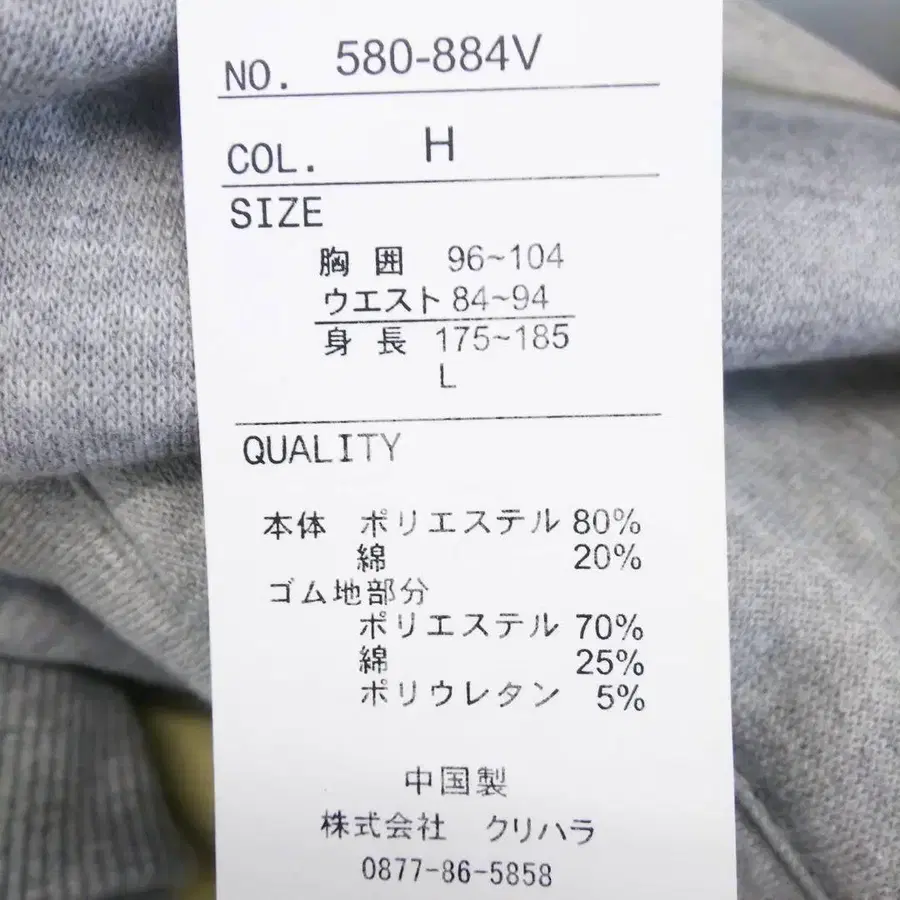 NO. 580-884V
COL. H
SIZE
胸囲 96~104
ウエスト 84~94
身長 175~185
L
QUALITY
本体 ポリエステル 80%
綿 20%
ゴム地部分
ポリエステル 70%
綿 25%
ポリウレタン 5%
中国製
株式会社 クリハラ
0877-86-5858